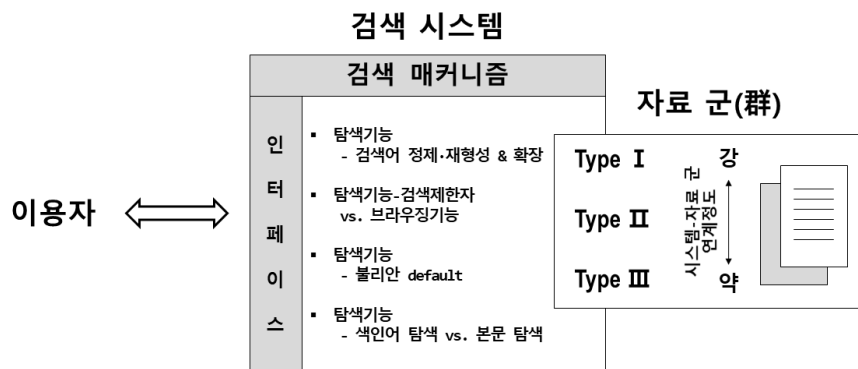 검색 시스템
검색 매커니즘
자료 군(群)
이용자
인
터
페
이
스
▪ 탐색기능
- 검색어 정제·재형성 & 확장
▪ 탐색기능-검색제한자
vs. 브라우징기능
▪ 탐색기능
- 불리안 default
▪ 탐색기능
- 색인어 탐색 vs. 본문 탐색
Type Ⅰ
Type Ⅱ
Type Ⅲ
강
시스템-자료 군
연계정도
약